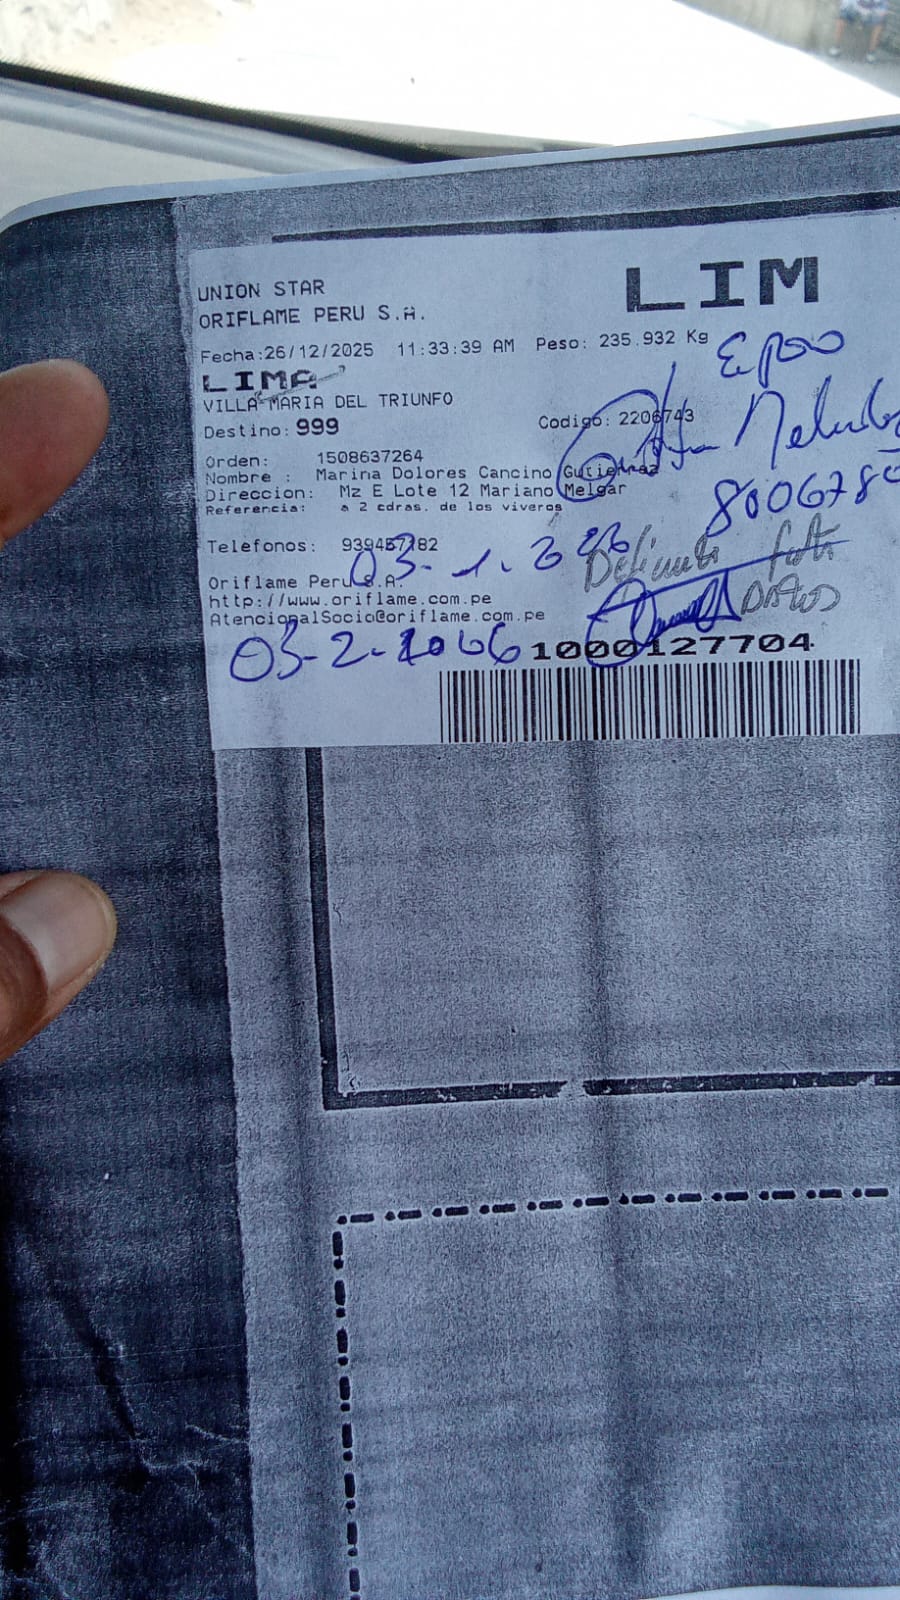 UNION STAR
LIM
ORIFLAME PERU S.A.
Fecha:26/12/2025 11:33:39 AM Peso: 235.932 Kg
LIMA
VILLA MARIA DEL TRIUNFO
Destino: 999
Codigo: 2206743
Orden: 1508637264
Nombre : Marina Dolores Cancino Gutierrez
Direccion: Mz E Lote 12 Mariano Melgar
Referencia: a 2 cdras. de los viveros
Telefonos: 939457182
03-1-
Oriflame Peru S.A.
http://www.oriflame.com.pe
AtencionalSocio@oriflame.com.pe
03-2-
1000127704